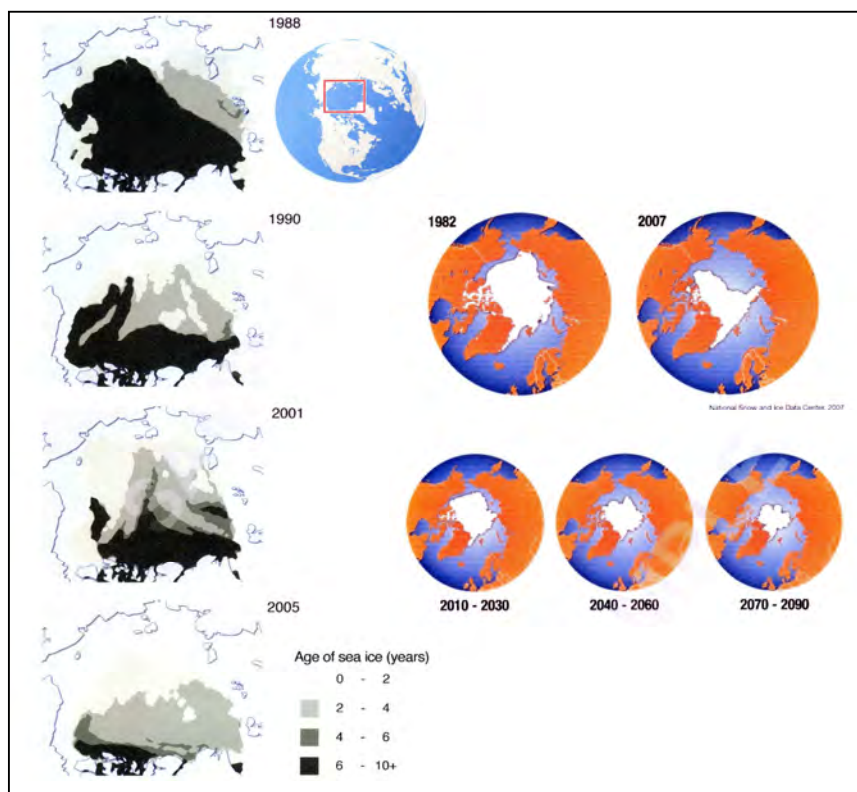 1988
1990
1982
2007
National Snow and Ice Data Center, 2007
2001
2010 - 2030
2040 - 2060
2070 - 2090
2005
Age of sea ice (years)
0 - 2
2 - 4
4 - 6
6 - 10+